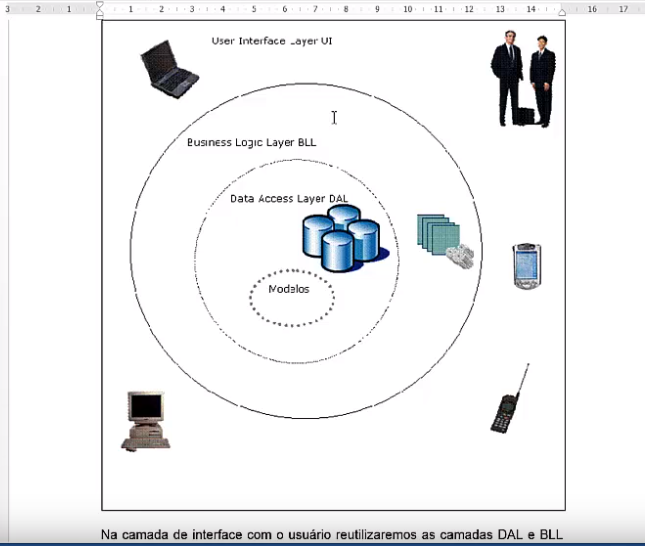 3 2 1 1 2 3 4 5 6 7 8 9 10 11 12 13 14 16 17
User Interface Layer UI
Business Logic Layer BLL
Data Access Layer DAL
Modelos
Na camada de interface com o usuário reutilizaremos as camadas DAL e BLL